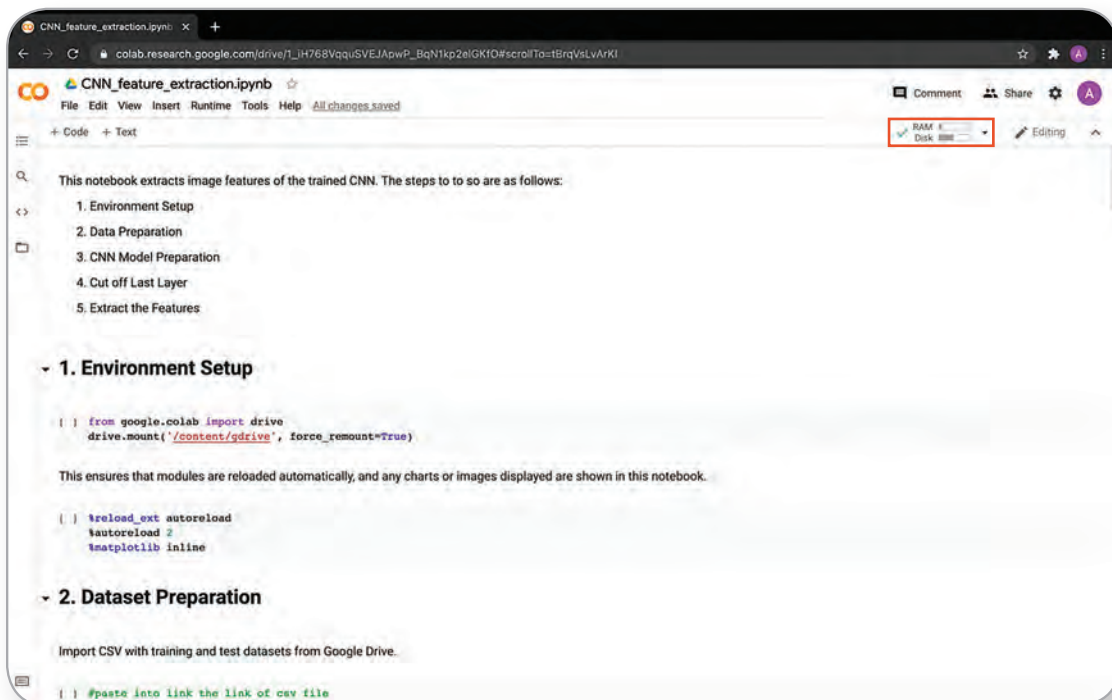 CNN_feature_extraction.ipynb
colab.research.google.com/drive/1_iH768VqquSVEJApwP_BqN1kp2elGKfO#scrollTo=tBrqVsLvArKI
A
CNN_feature_extraction.ipynb
Comment Share A
File Edit View Insert Runtime Tools Help All changes saved
+ Code + Text
RAM
Disk
Editing
This notebook extracts image features of the trained CNN. The steps to to so are as follows:
1. Environment Setup
2. Data Preparation
3. CNN Model Preparation
4. Cut off Last Layer
5. Extract the Features
1. Environment Setup
[ ] from google.colab import drive
drive.mount('/content/gdrive', force_remount=True)
This ensures that modules are reloaded automatically, and any charts or images displayed are shown in this notebook.
[ ] %reload_ext autoreload
%autoreload 2
%matplotlib inline
2. Dataset Preparation
Import CSV with training and test datasets from Google Drive.
[ ] #paste into link the link of csv file